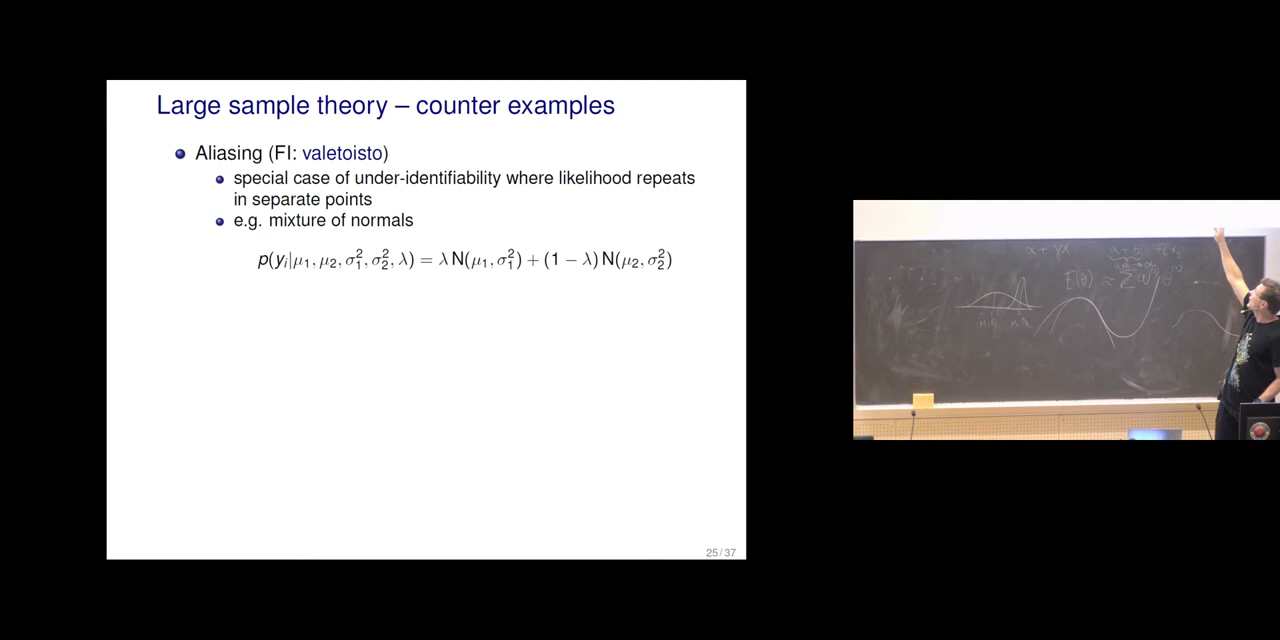 Large sample theory – counter examples
Aliasing (FI: valetoisto)
special case of under-identifiability where likelihood repeats
in separate points
e.g. mixture of normals
p(yᵢ|μ₁, μ₂, σ₁², σ₂², λ) = λ N(μ₁, σ₁²) + (1 − λ) N(μ₂, σ₂²)
25 / 37